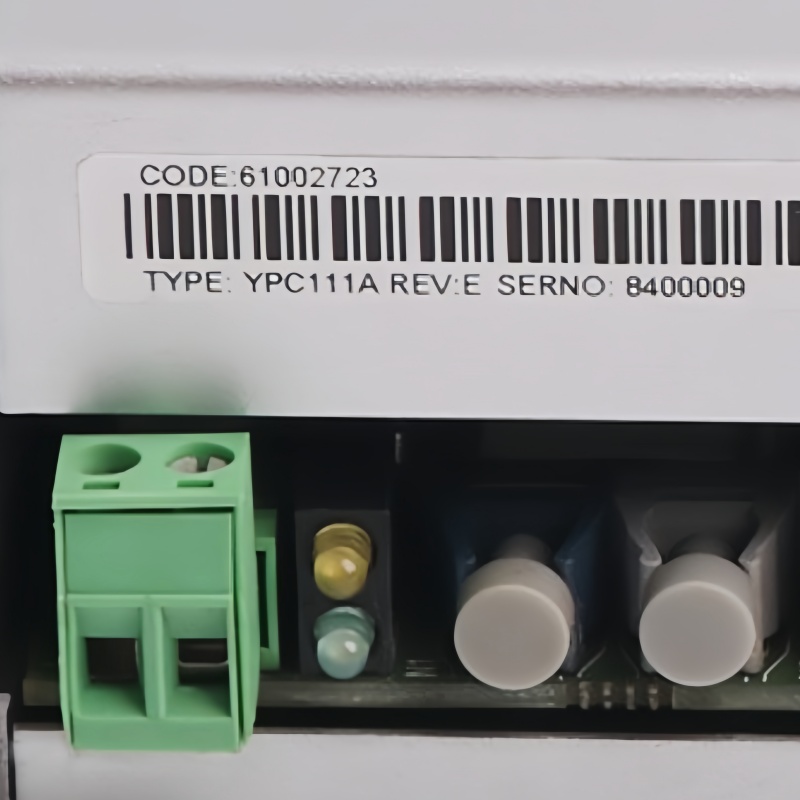 CODE:61002723
TYPE: YPC111A REV:E SERNO: 8400009